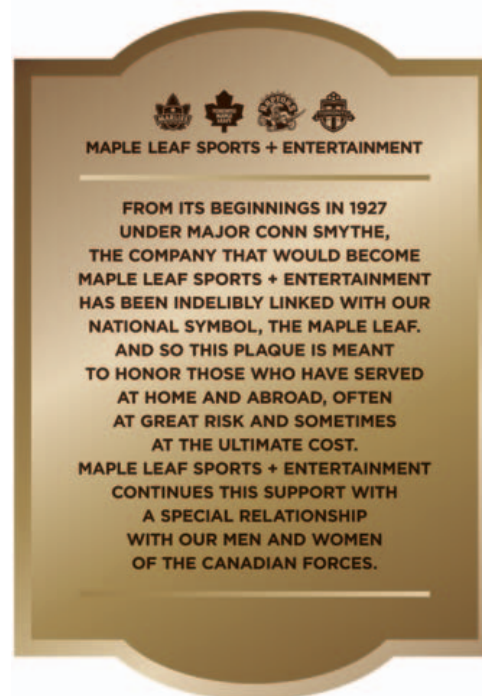 TORONTO
MAPLE
LEAFS
RAPTORS
MAPLE LEAF SPORTS + ENTERTAINMENT
FROM ITS BEGINNINGS IN 1927
UNDER MAJOR CONN SMYTHE,
THE COMPANY THAT WOULD BECOME
MAPLE LEAF SPORTS + ENTERTAINMENT
HAS BEEN INDELIBLY LINKED WITH OUR
NATIONAL SYMBOL, THE MAPLE LEAF.
AND SO THIS PLAQUE IS MEANT
TO HONOR THOSE WHO HAVE SERVED
AT HOME AND ABROAD, OFTEN
AT GREAT RISK AND SOMETIMES
AT THE ULTIMATE COST.
MAPLE LEAF SPORTS + ENTERTAINMENT
CONTINUES THIS SUPPORT WITH
A SPECIAL RELATIONSHIP
WITH OUR MEN AND WOMEN
OF THE CANADIAN FORCES.